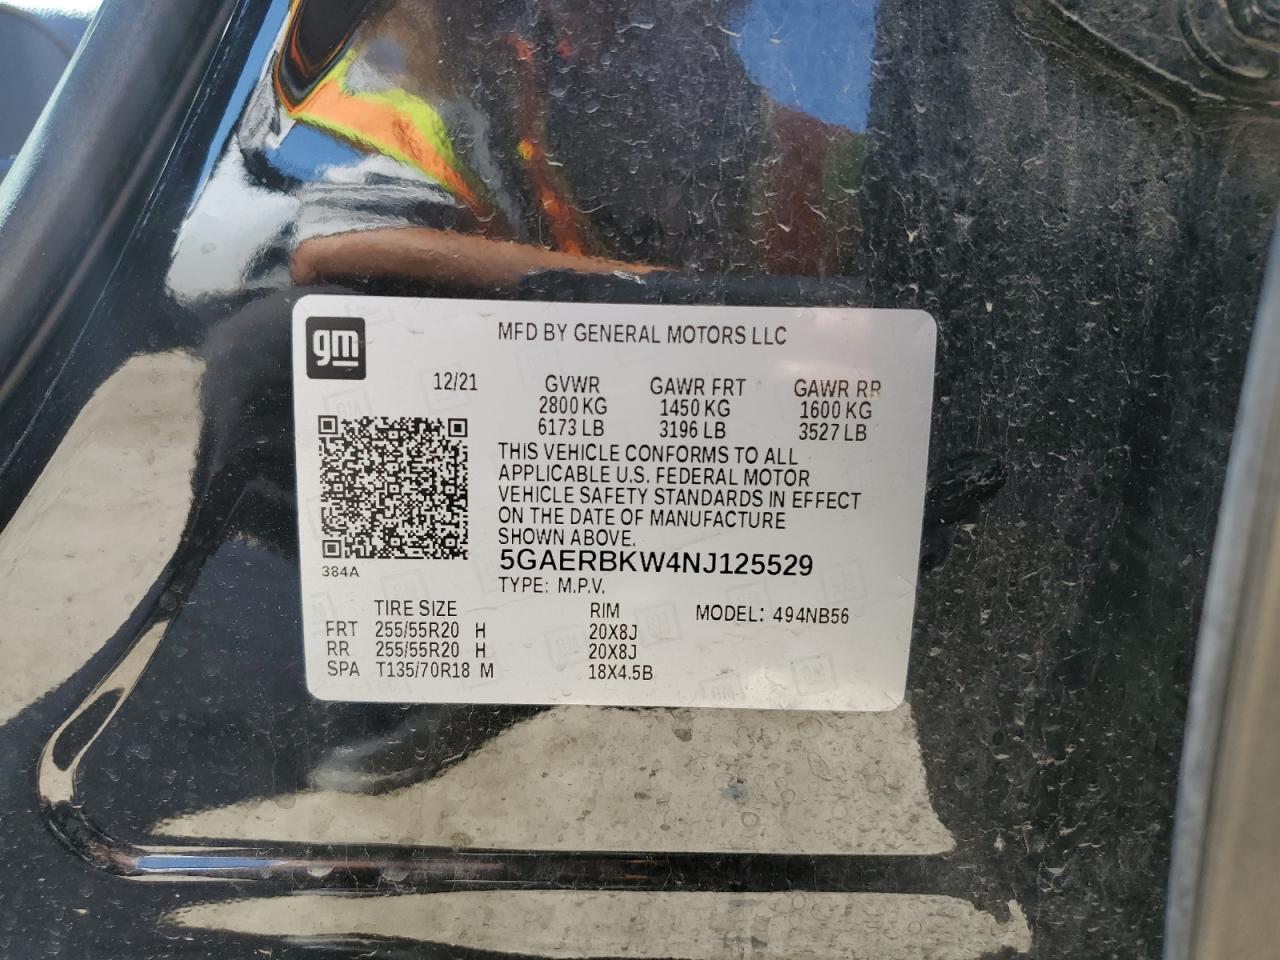 gm
MFD BY GENERAL MOTORS LLC
12/21 GVWR GAWR FRT GAWR RR
2800 KG 1450 KG 1600 KG
6173 LB 3196 LB 3527 LB
THIS VEHICLE CONFORMS TO ALL
APPLICABLE U.S. FEDERAL MOTOR
VEHICLE SAFETY STANDARDS IN EFFECT
ON THE DATE OF MANUFACTURE
SHOWN ABOVE.
5GAERBKW4NJ125529
384A
TYPE: M.P.V.
TIRE SIZE RIM MODEL: 494NB56
FRT 255/55R20 H 20X8J
RR 255/55R20 H 20X8J
SPA T135/70R18 M 18X4.5B